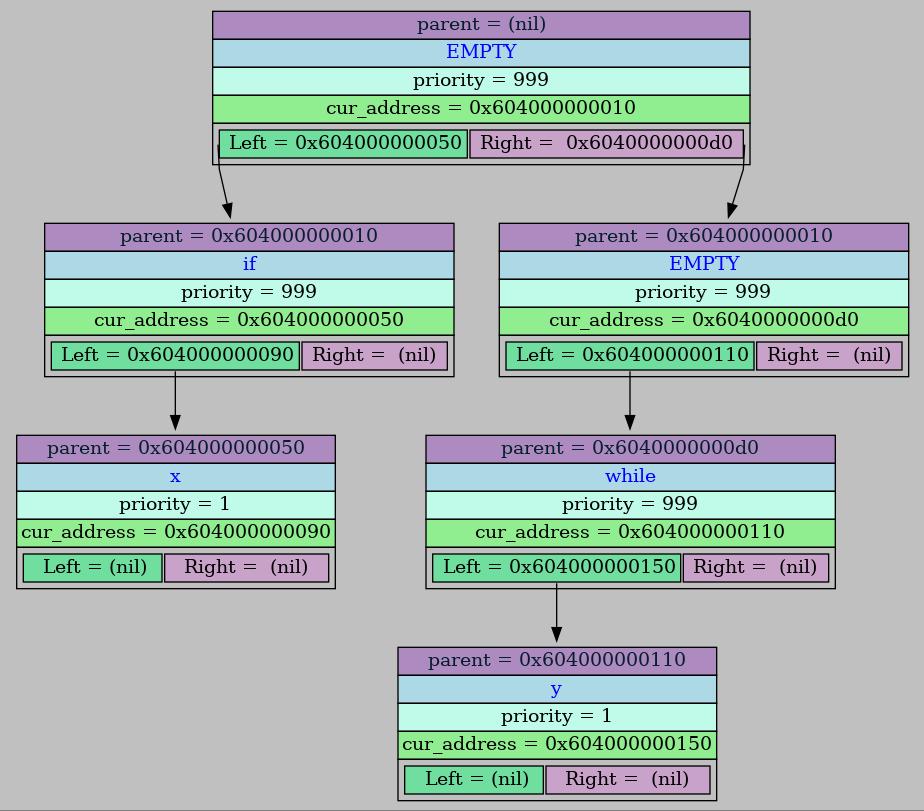 parent = (nil)
EMPTY
priority = 999
cur_address = 0x604000000010
Left = 0x604000000050 Right =  0x6040000000d0
parent = 0x604000000010
if
priority = 999
cur_address = 0x604000000050
Left = 0x604000000090 Right =  (nil)
parent = 0x604000000010
EMPTY
priority = 999
cur_address = 0x6040000000d0
Left = 0x604000000110 Right =  (nil)
parent = 0x604000000050
x
priority = 1
cur_address = 0x604000000090
Left = (nil) Right =  (nil)
parent = 0x6040000000d0
while
priority = 999
cur_address = 0x604000000110
Left = 0x604000000150 Right =  (nil)
parent = 0x604000000110
y
priority = 1
cur_address = 0x604000000150
Left = (nil) Right =  (nil)